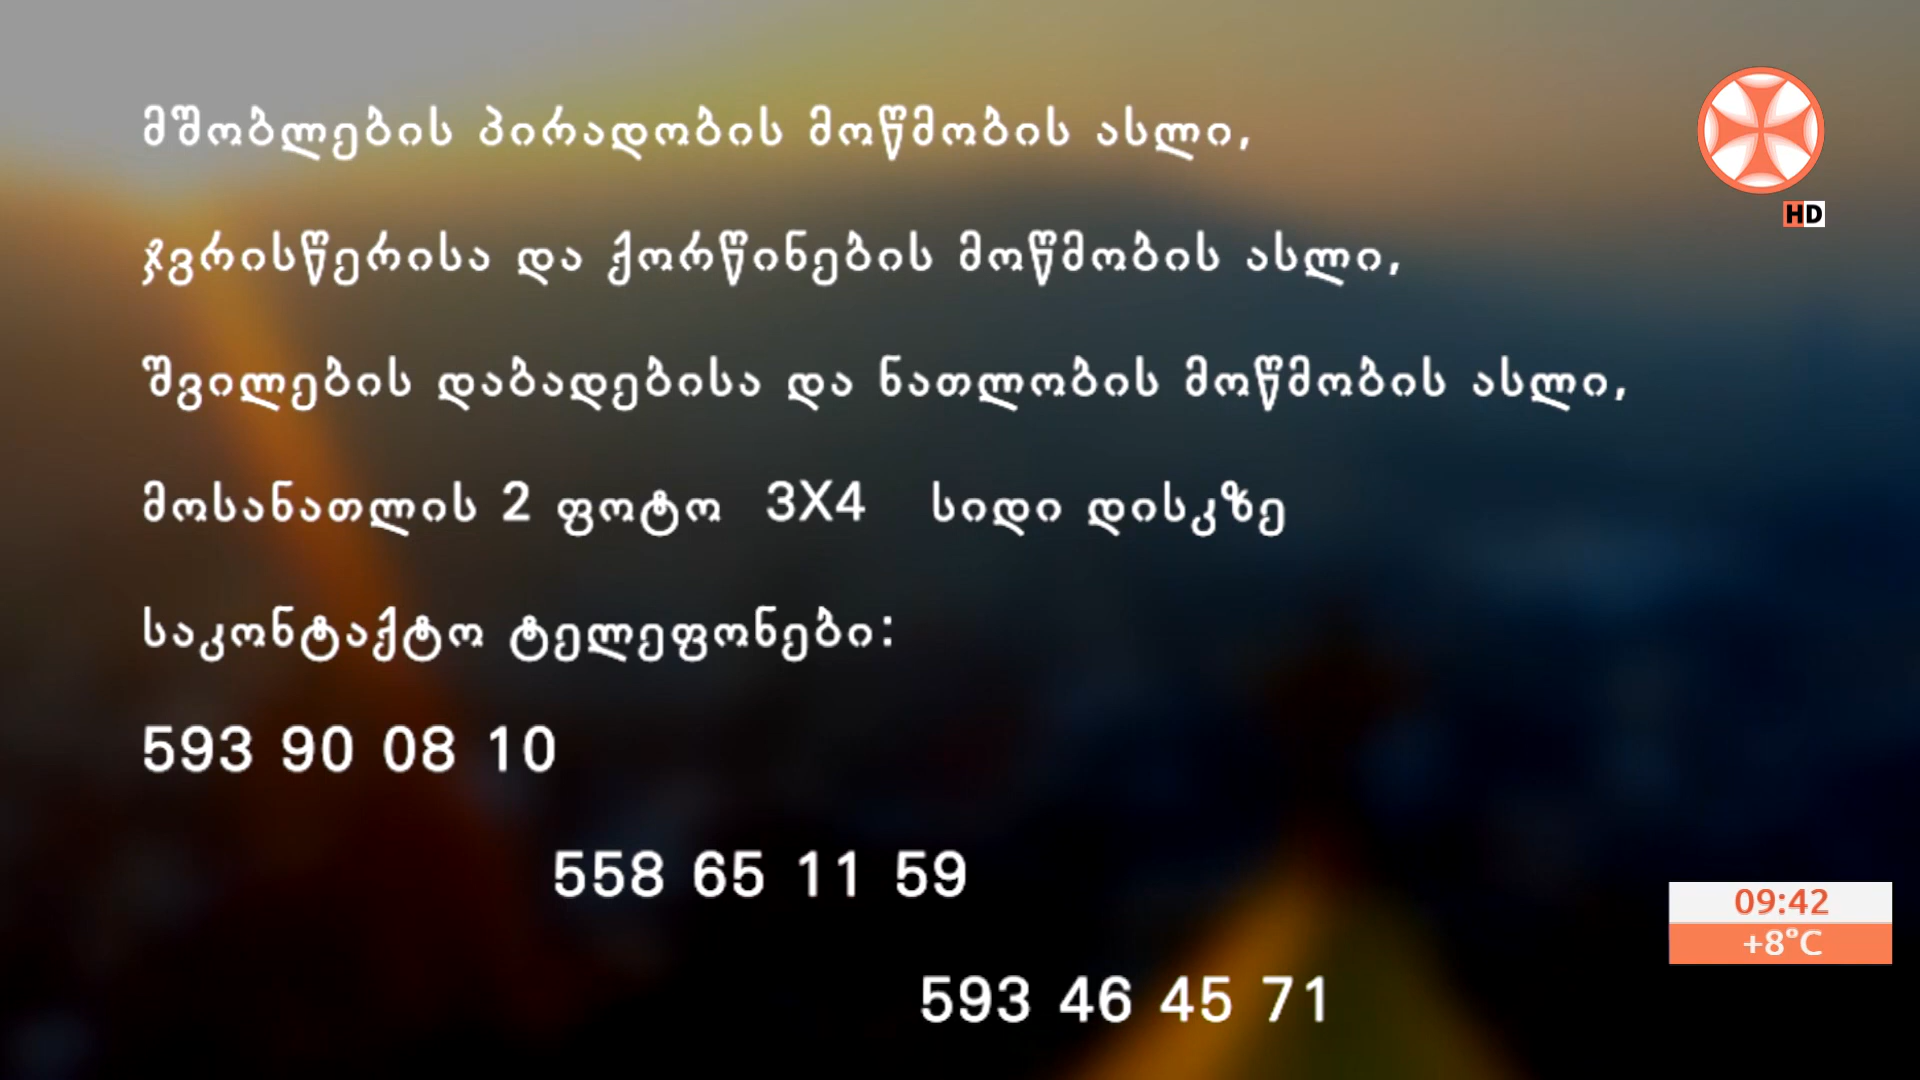 მშობლების პირადობის მოწმობის ასლი,
ჯვრისწერისა და ქორწინების მოწმობის ასლი,
შვილების დაბადებისა და ნათლობის მოწმობის ასლი,
მოსანათლის 2 ფოტო 3X4 სიდი დისკზე
საკონტაქტო ტელეფონები:
593 90 08 10
558 65 11 59
593 46 45 71
HD
09:42
+8°C